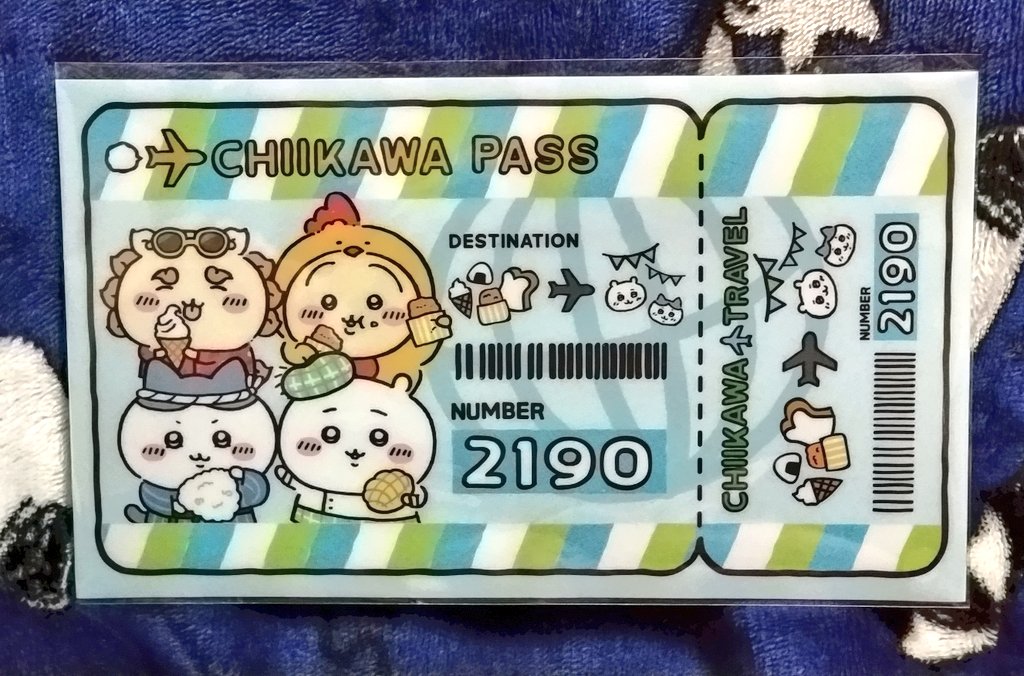 CHIIKAWA PASS
DESTINATION
NUMBER
2190
CHIIKAWA TRAVEL
NUMBER
2190